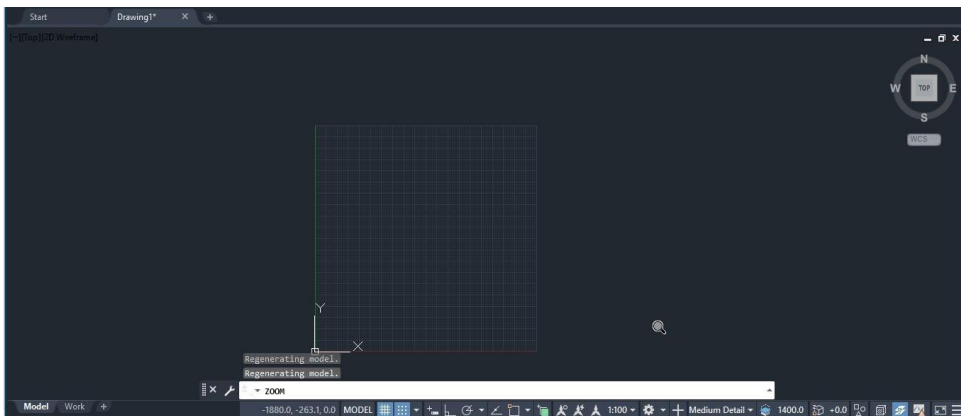 Start Drawing1* X +
[−][Top][2D Wireframe]
N
W TOP E
S
WCS
Y
X
Regenerating model.
Regenerating model.
ZOOM
Model Work +
-1880.0, -263.1, 0.0 MODEL 1:100 Medium Detail 1400.0 +0.0